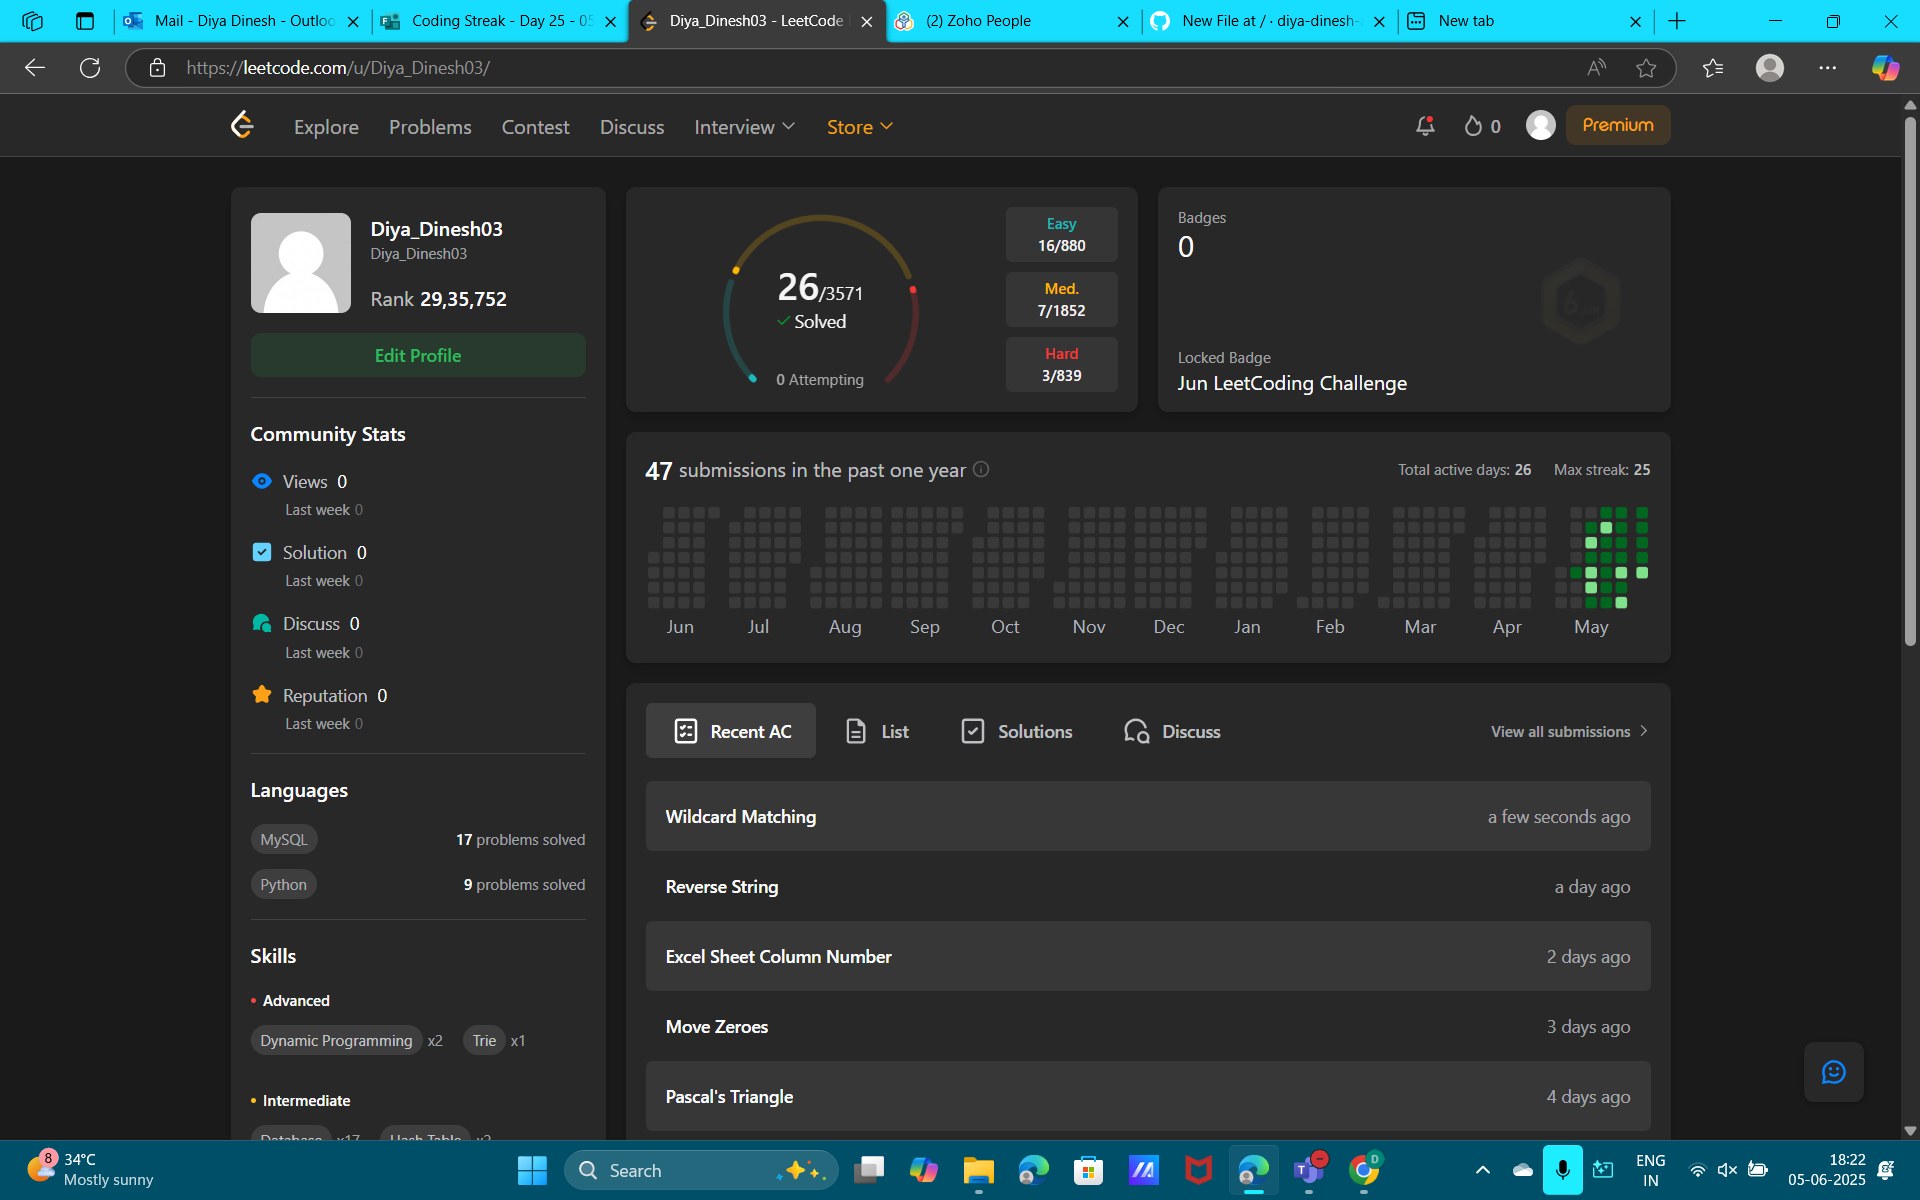 Mail - Diya Dinesh - Outloo
Coding Streak - Day 25 - 05
Diya_Dinesh03 - LeetCode
(2) Zoho People
New File at / · diya-dinesh-
New tab
https://leetcode.com/u/Diya_Dinesh03/
Explore Problems Contest Discuss Interview Store
0
Premium
Diya_Dinesh03
Diya_Dinesh03
Rank 29,35,752
Edit Profile
Community Stats
Views 0
Last week 0
Solution 0
Last week 0
Discuss 0
Last week 0
Reputation 0
Last week 0
Languages
MySQL 17 problems solved
Python 9 problems solved
Skills
Advanced
Dynamic Programming x2 Trie x1
Intermediate
Database x17 Hash Table x2
26/3571
Solved
0 Attempting
Easy
16/880
Med.
7/1852
Hard
3/839
Badges
0
Locked Badge
Jun LeetCoding Challenge
47 submissions in the past one year
Total active days: 26 Max streak: 25
Jun Jul Aug Sep Oct Nov Dec Jan Feb Mar Apr May
Recent AC List Solutions Discuss View all submissions
Wildcard Matching a few seconds ago
Reverse String a day ago
Excel Sheet Column Number 2 days ago
Move Zeroes 3 days ago
Pascal's Triangle 4 days ago
8
34°C
Mostly sunny
Search
D
ENG
IN
18:22
05-06-2025